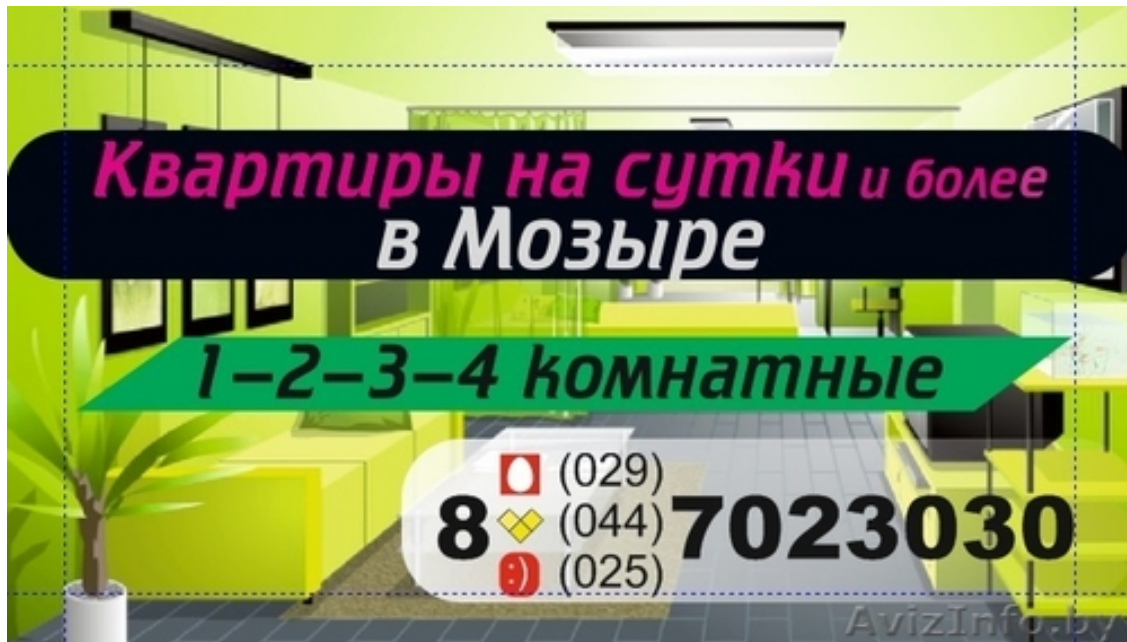 Квартиры на сутки и более
в Мозыре
1-2-3-4 комнатные
(029)
8 (044) 7023030
(025)
AvizInfo.by